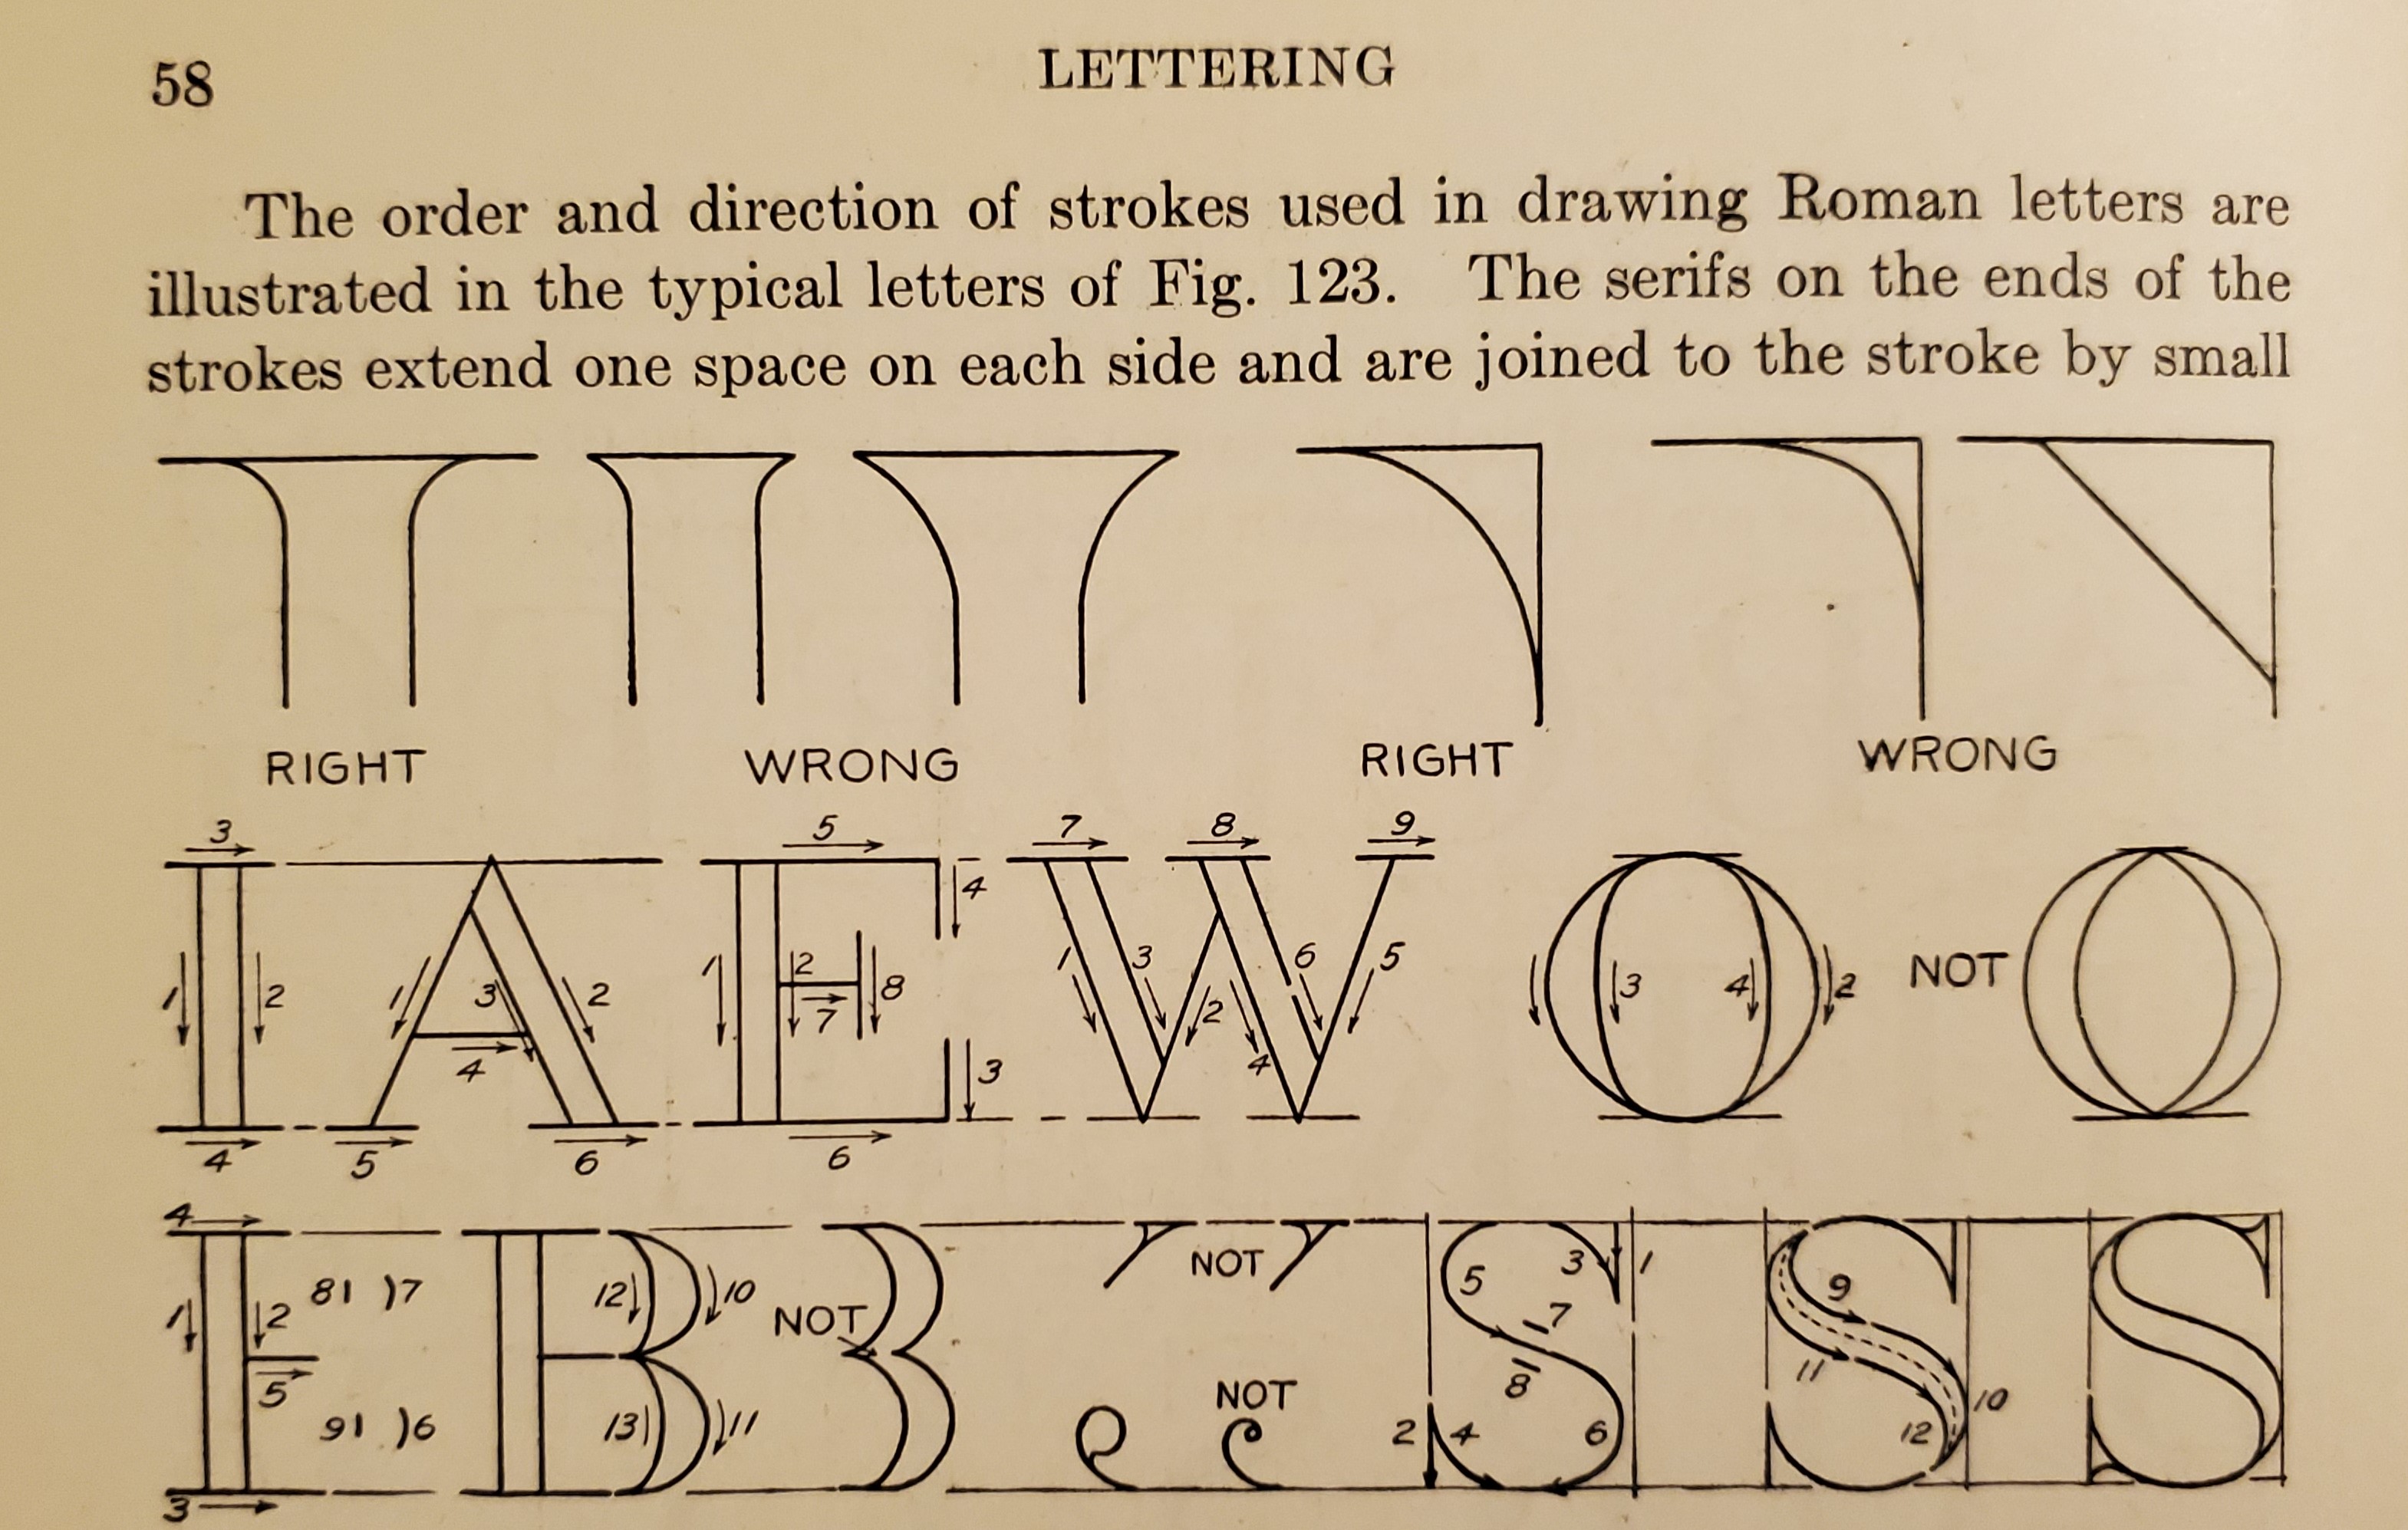 58
LETTERING
The order and direction of strokes used in drawing Roman letters are
illustrated in the typical letters of Fig. 123. The serifs on the ends of the
strokes extend one space on each side and are joined to the stroke by small
RIGHT WRONG RIGHT WRONG
3 5 7 8 9
4
I A E W O NOT O
1 2 1 3 2 1 2 7 8 1 3 2 4 6 5 1 3 4 2
4 3
4 5 6 6
4
1 2 8 7 12 10 NOT NOT 5 3 1 9
B B S S S
5 7 8 11 10
9 6 13 11 NOT 2 4 6 12
3